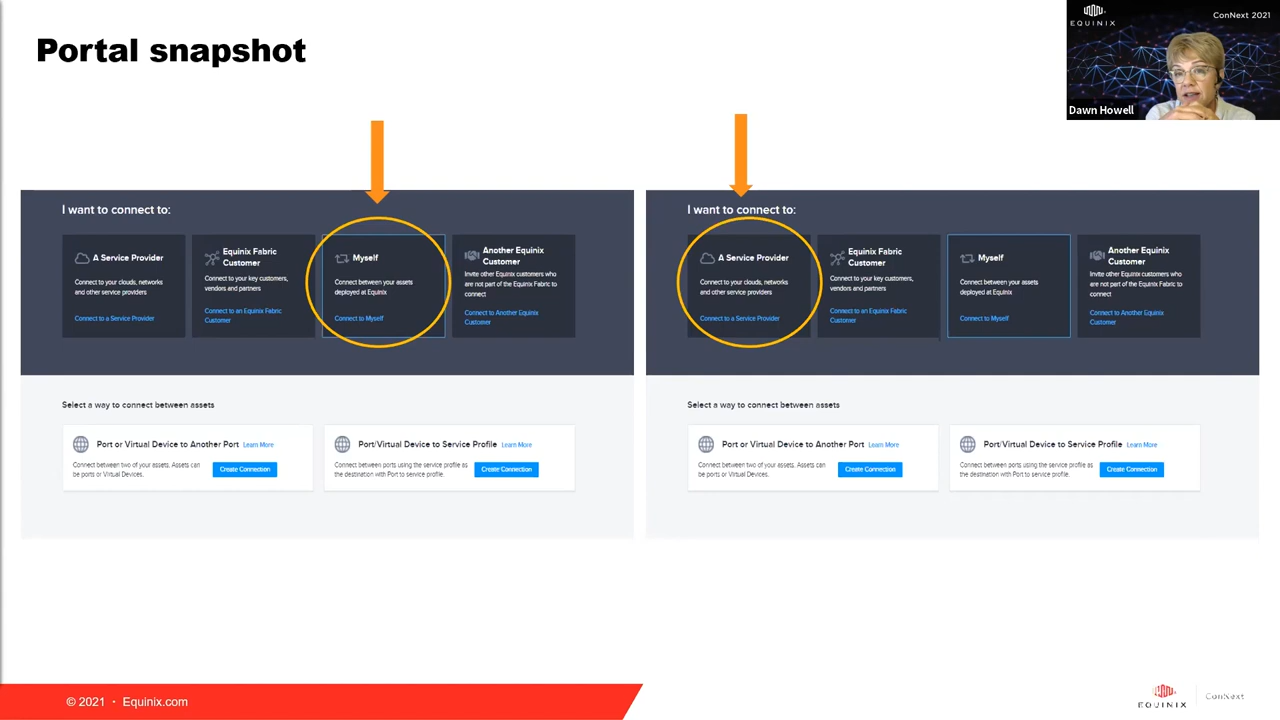 Portal snapshot
EQUINIX
ConNext 2021
Dawn Howell
I want to connect to:
A Service Provider
Connect to your clouds, networks
and other service providers
Connect to a Service Provider
Equinix Fabric
Customer
Connect to your key customers,
vendors and partners
Connect to an Equinix Fabric
Customer
Myself
Connect between your assets
deployed at Equinix
Connect to Myself
Another Equinix
Customer
Invite other Equinix customers who
are not part of the Equinix Fabric to
connect
Connect to Another Equinix
Customer
Select a way to connect between assets
Port or Virtual Device to Another Port Learn More
Connect between two of your assets. Assets can
be ports or Virtual Devices.
Create Connection
Port/Virtual Device to Service Profile Learn More
Connect between ports using the service profile as
the destination with Port to service profile.
Create Connection
I want to connect to:
A Service Provider
Connect to your clouds, networks
and other service providers
Connect to a Service Provider
Equinix Fabric
Customer
Connect to your key customers,
vendors and partners
Connect to an Equinix Fabric
Customer
Myself
Connect between your assets
deployed at Equinix
Connect to Myself
Another Equinix
Customer
Invite other Equinix customers who
are not part of the Equinix Fabric to
connect
Connect to Another Equinix
Customer
Select a way to connect between assets
Port or Virtual Device to Another Port Learn More
Connect between two of your assets. Assets can
be ports or Virtual Devices.
Create Connection
Port/Virtual Device to Service Profile Learn More
Connect between ports using the service profile as
the destination with Port to service profile.
Create Connection
© 2021 · Equinix.com
EQUINIX
ConNext